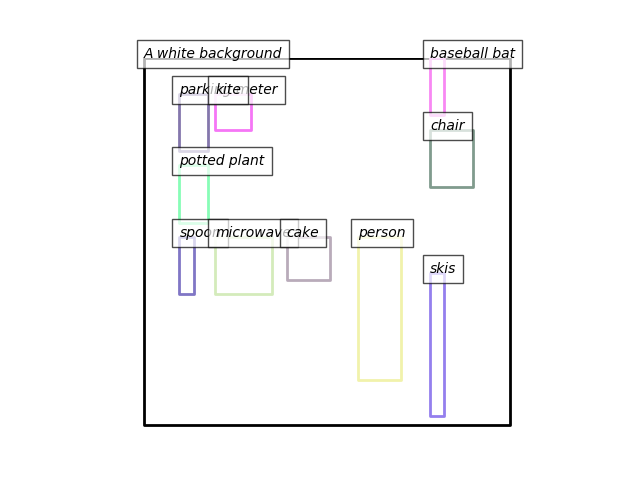 A white background
baseball bat
parking meter
kite
chair
potted plant
spoon
microwave
cake
person
skis